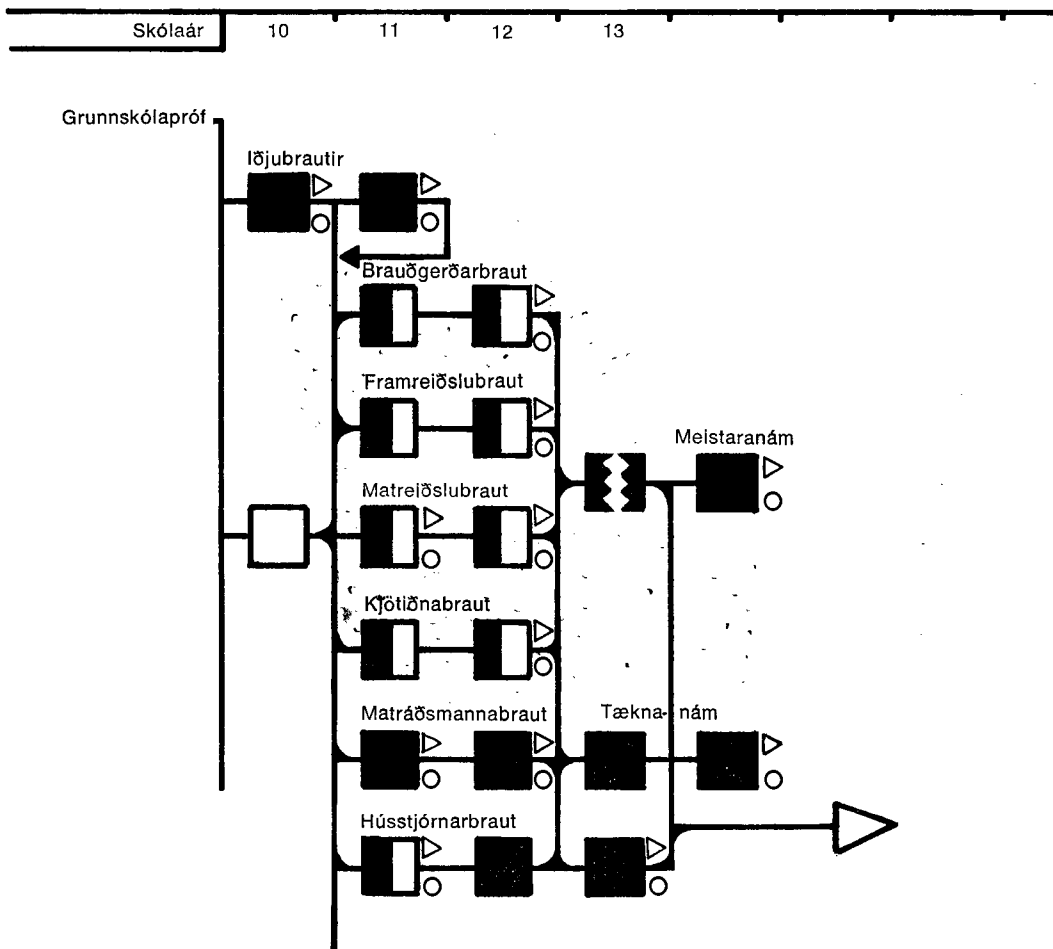 Skólaár 10 11 12 13
Grunnskólapróf
Iðjubrautir
Brauðgerðarbraut
Framreiðslubraut
Meistaranám
Matreiðslubraut
Kjötiðnabraut
Matráðsmannabraut
Tækna- nám
Hússtjórnarbraut